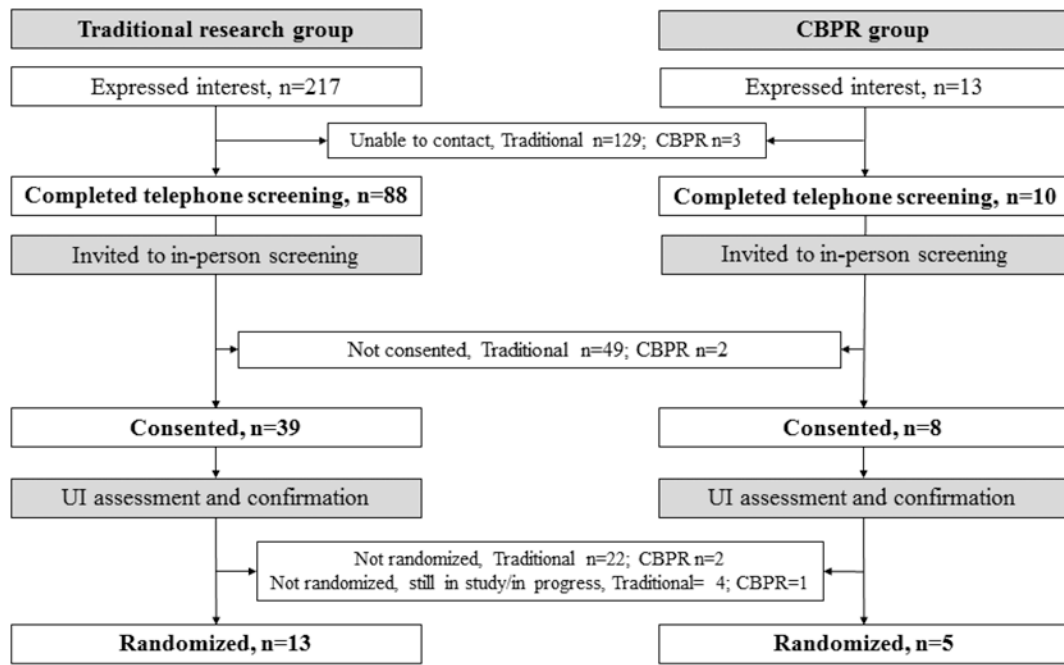 Traditional research group
CBPR group
Expressed interest, n=217
Expressed interest, n=13
Unable to contact, Traditional n=129; CBPR n=3
Completed telephone screening, n=88
Completed telephone screening, n=10
Invited to in-person screening
Invited to in-person screening
Not consented, Traditional n=49; CBPR n=2
Consented, n=39
Consented, n=8
UI assessment and confirmation
UI assessment and confirmation
Not randomized, Traditional n=22; CBPR n=2
Not randomized, still in study/in progress, Traditional= 4; CBPR=1
Randomized, n=13
Randomized, n=5